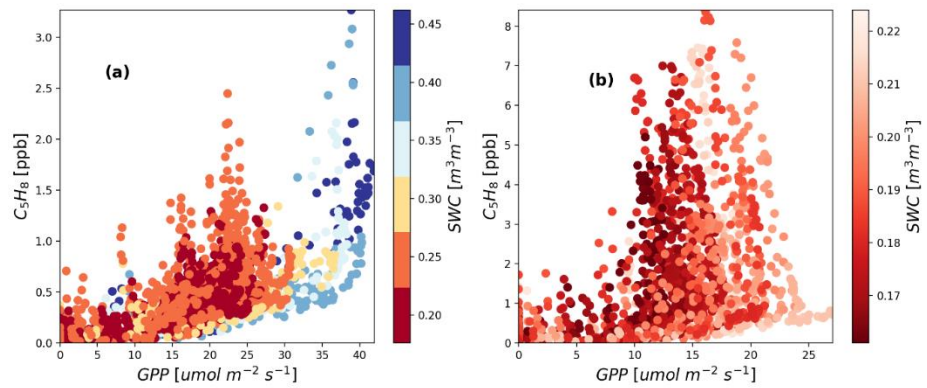 (a)
C₅H₈ [ppb]
3.0
2.5
2.0
1.5
1.0
0.5
0.0
0 5 10 15 20 25 30 35 40
GPP [umol m⁻² s⁻¹]
0.45
0.40
0.35
0.30
0.25
0.20
SWC [m³m⁻³]
(b)
C₅H₈ [ppb]
8
7
6
5
4
3
2
1
0
0 5 10 15 20 25
GPP [umol m⁻² s⁻¹]
0.22
0.21
0.20
0.19
0.18
0.17
SWC [m³m⁻³]